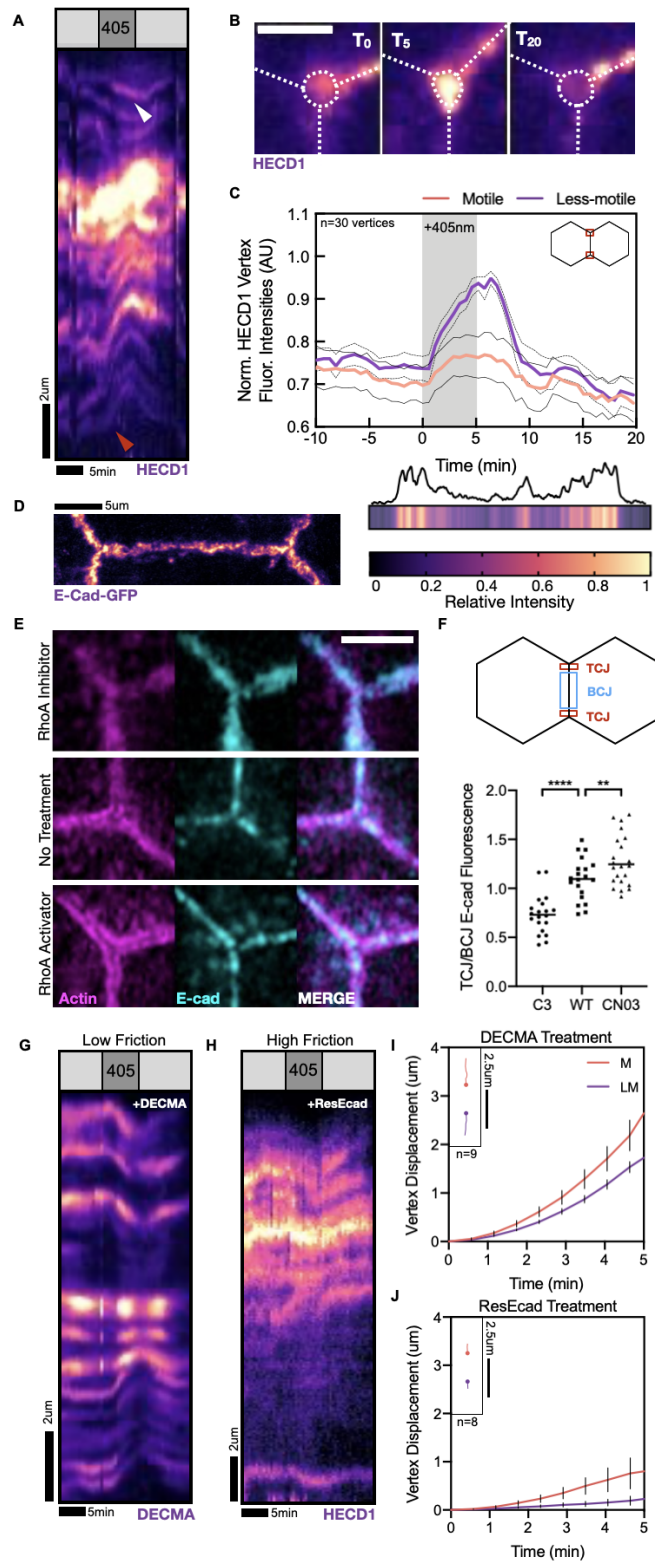 A
405
2um
5min
HECD1
B
T0
T5
T20
HECD1
C
Motile
Less-motile
n=30 vertices
+405nm
Norm. HECD1 Vertex
Fluor. Intensities (AU)
1.1
1.0
0.9
0.8
0.7
0.6
-10
-5
0
5
10
15
20
Time (min)
D
5um
E-Cad-GFP
0
0.2
0.4
0.6
0.8
1
Relative Intensity
E
RhoA Inhibitor
No Treatment
RhoA Activator
Actin
E-cad
MERGE
F
TCJ
BCJ
TCJ
TCJ/BCJ E-cad Fluorescence
2.0
1.5
1.0
0.5
0.0
****
**
C3
WT
CN03
G
Low Friction
405
+DECMA
2um
5min
DECMA
H
High Friction
405
+ResEcad
2um
5min
HECD1
I
DECMA Treatment
Vertex Displacement (um)
4
3
2
1
0
2.5um
n=9
M
LM
0
1
2
3
4
5
Time (min)
J
ResEcad Treatment
Vertex Displacement (um)
4
3
2
1
0
2.5um
n=8
0
1
2
3
4
5
Time (min)